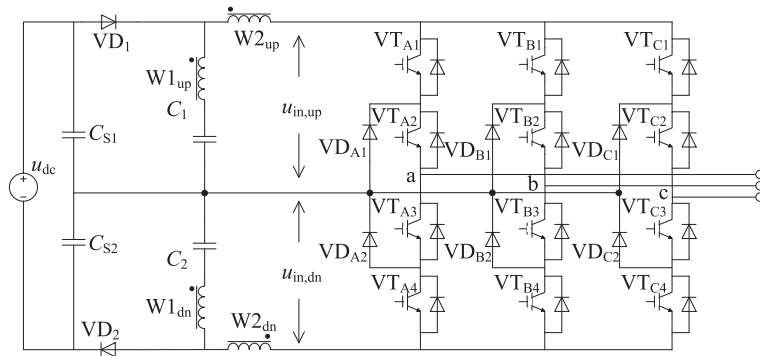 VD1
W2up
VTA1
VTB1
VTC1
W1up
C1
uin,up
CS1
VTA2
VTB2
VTC2
VDA1
VDB1
VDC1
udc
a
b
c
VTA3
VTB3
VTC3
CS2
C2
VDA2
VDB2
VDC2
uin,dn
VTA4
VTB4
VTC4
W1dn
W2dn
VD2